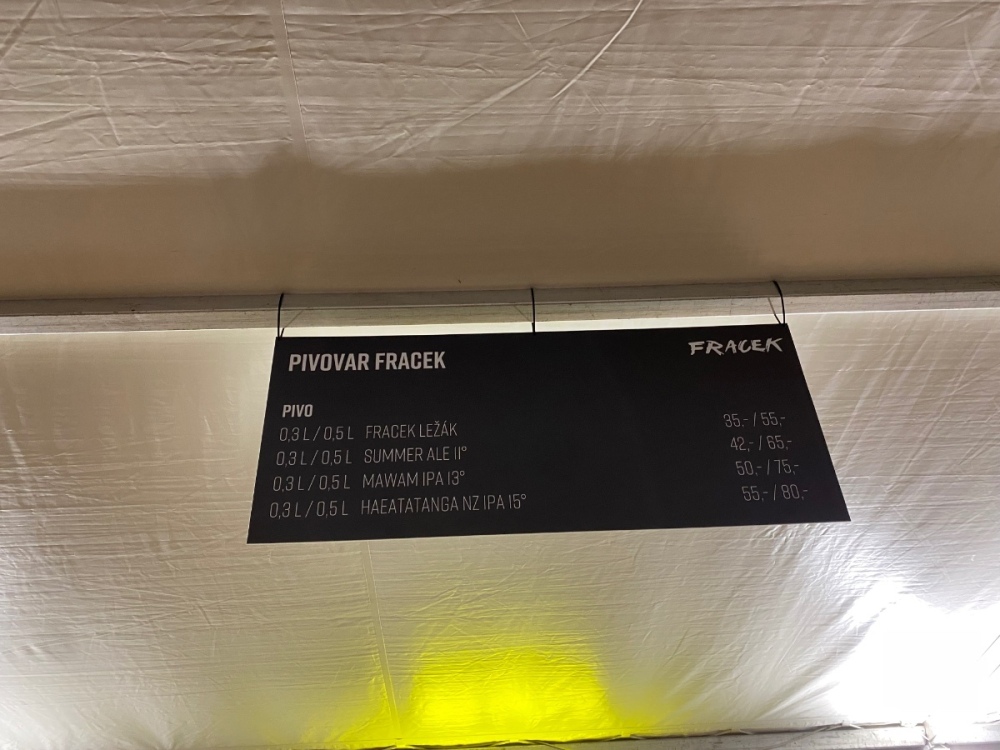 PIVOVAR FRACEK
FRACEK
PIVO
0,3 L / 0,5 L FRACEK LEŽÁK 35,- / 55,-
0,3 L / 0,5 L SUMMER ALE 11° 42,- / 65,-
0,3 L / 0,5 L MAWAM IPA 13° 50,- / 75,-
0,3 L / 0,5 L HAEATATANGA NZ IPA 15° 55,- / 80,-